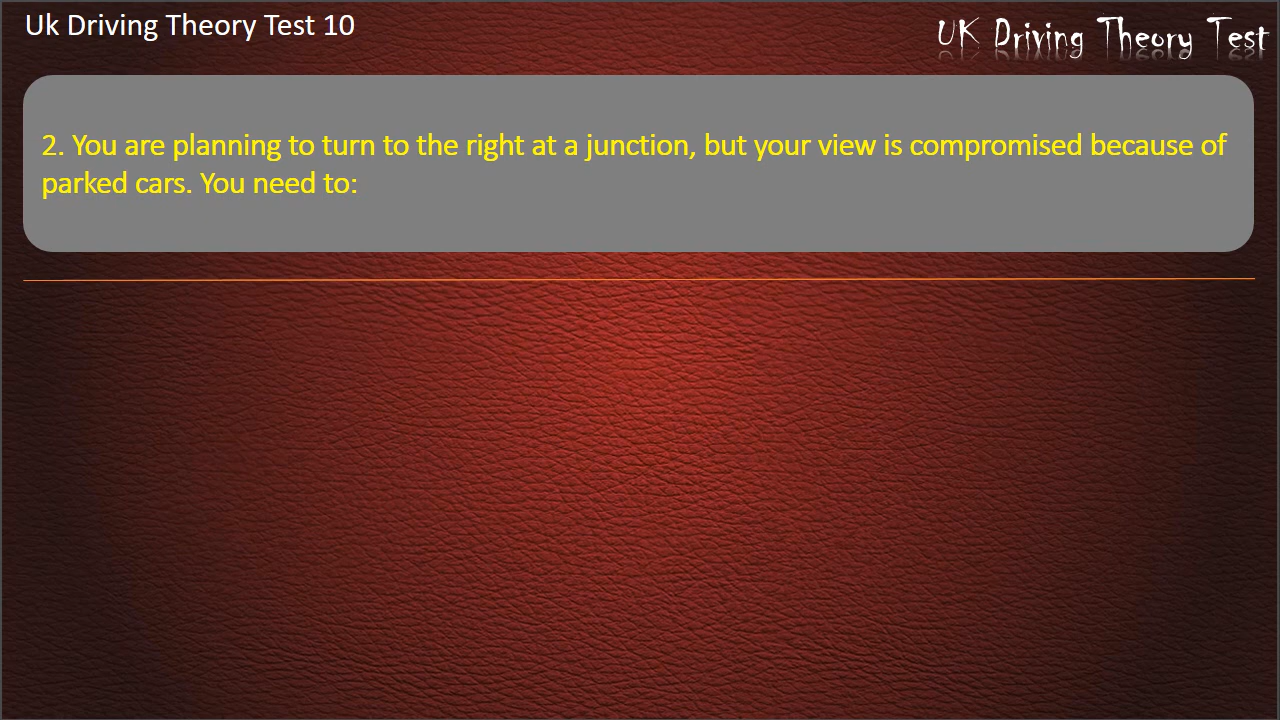 Uk Driving Theory Test 10
UK Driving Theory Test
2. You are planning to turn to the right at a junction, but your view is compromised because of
parked cars. You need to: